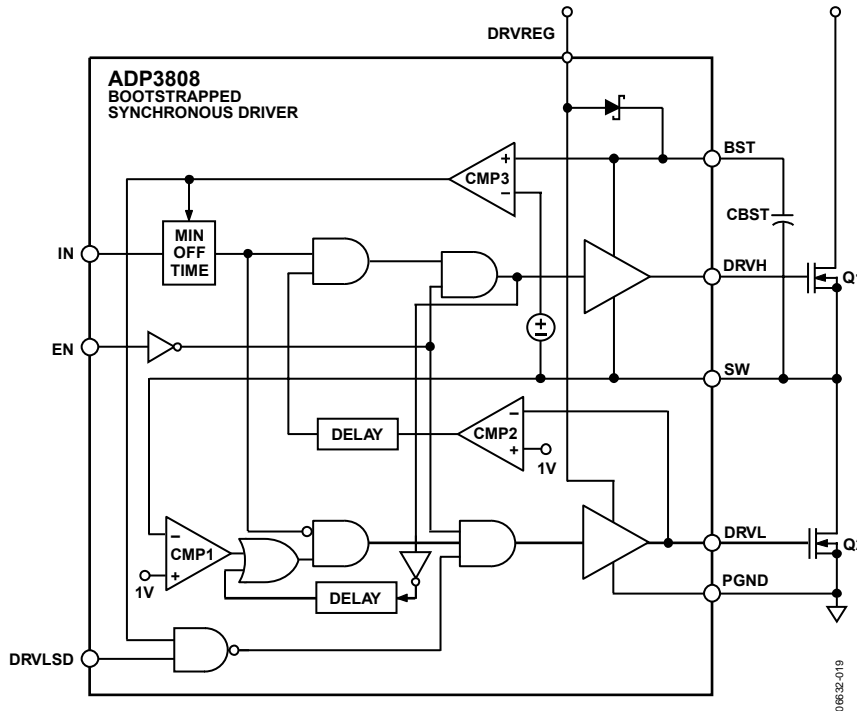 DRVREG
ADP3808
BOOTSTRAPPED
SYNCHRONOUS DRIVER
BST
+
CMP3
−
CBST
IN
MIN
OFF
TIME
DRVH
Q1
+
−
EN
SW
DELAY
−
CMP2
+
1V
DRVL
−
CMP1
+
1V
DELAY
PGND
DRVLSD
06632-019